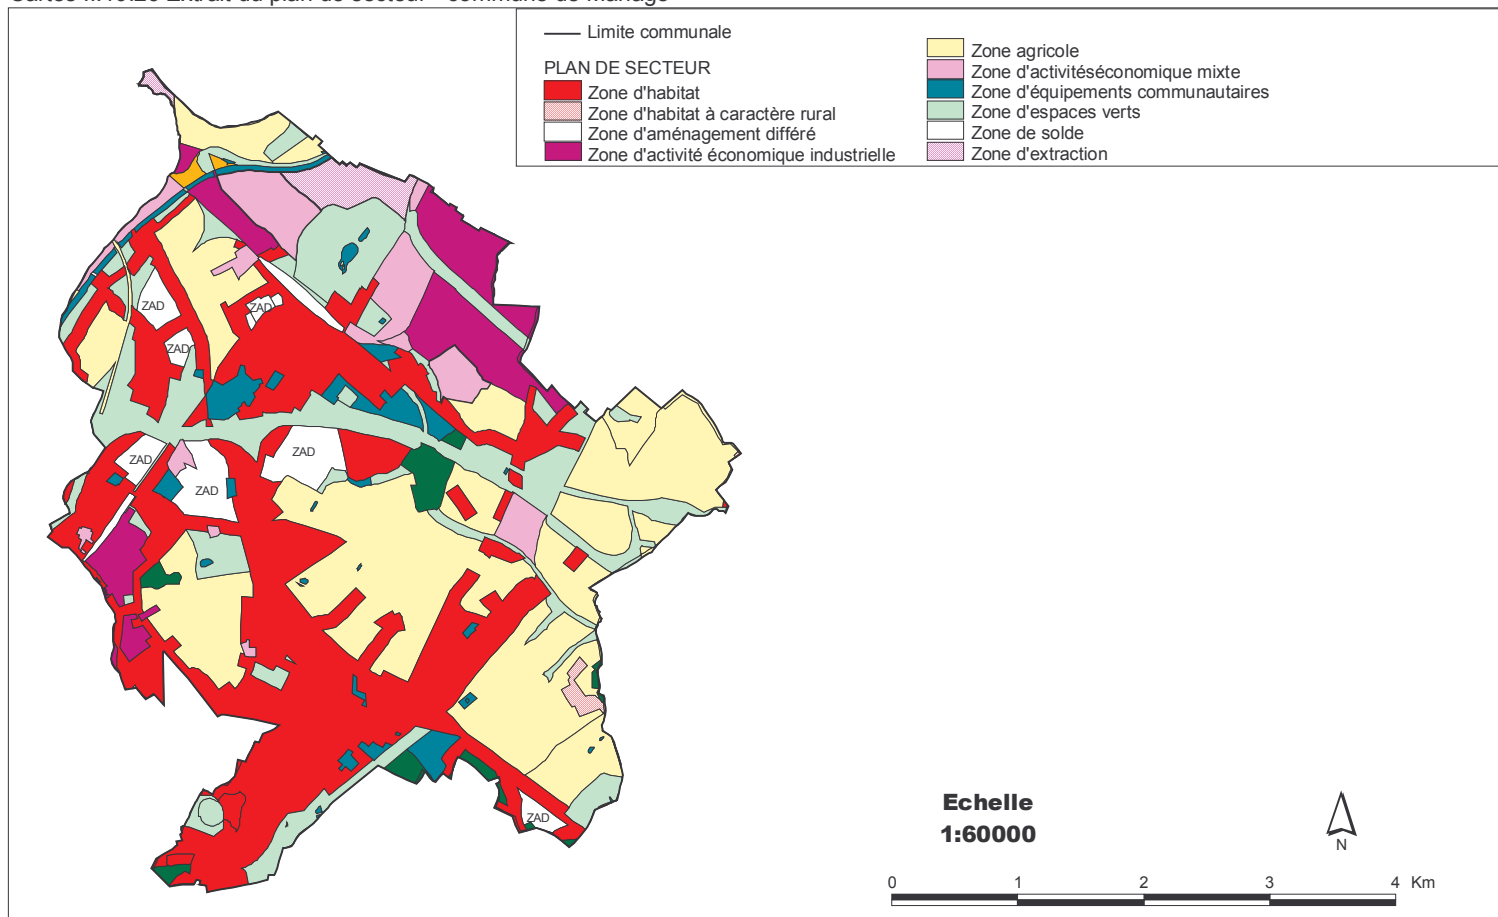 Limite communale
PLAN DE SECTEUR
Zone d'habitat
Zone d'habitat à caractère rural
Zone d'aménagement différé
Zone d'activité économique industrielle
Zone agricole
Zone d'activitéséconomique mixte
Zone d'équipements communautaires
Zone d'espaces verts
Zone de solde
Zone d'extraction
ZAD
ZAD
ZAD
ZAD
ZAD
ZAD
ZAD
Echelle
1:60000
N
0 1 2 3 4 Km